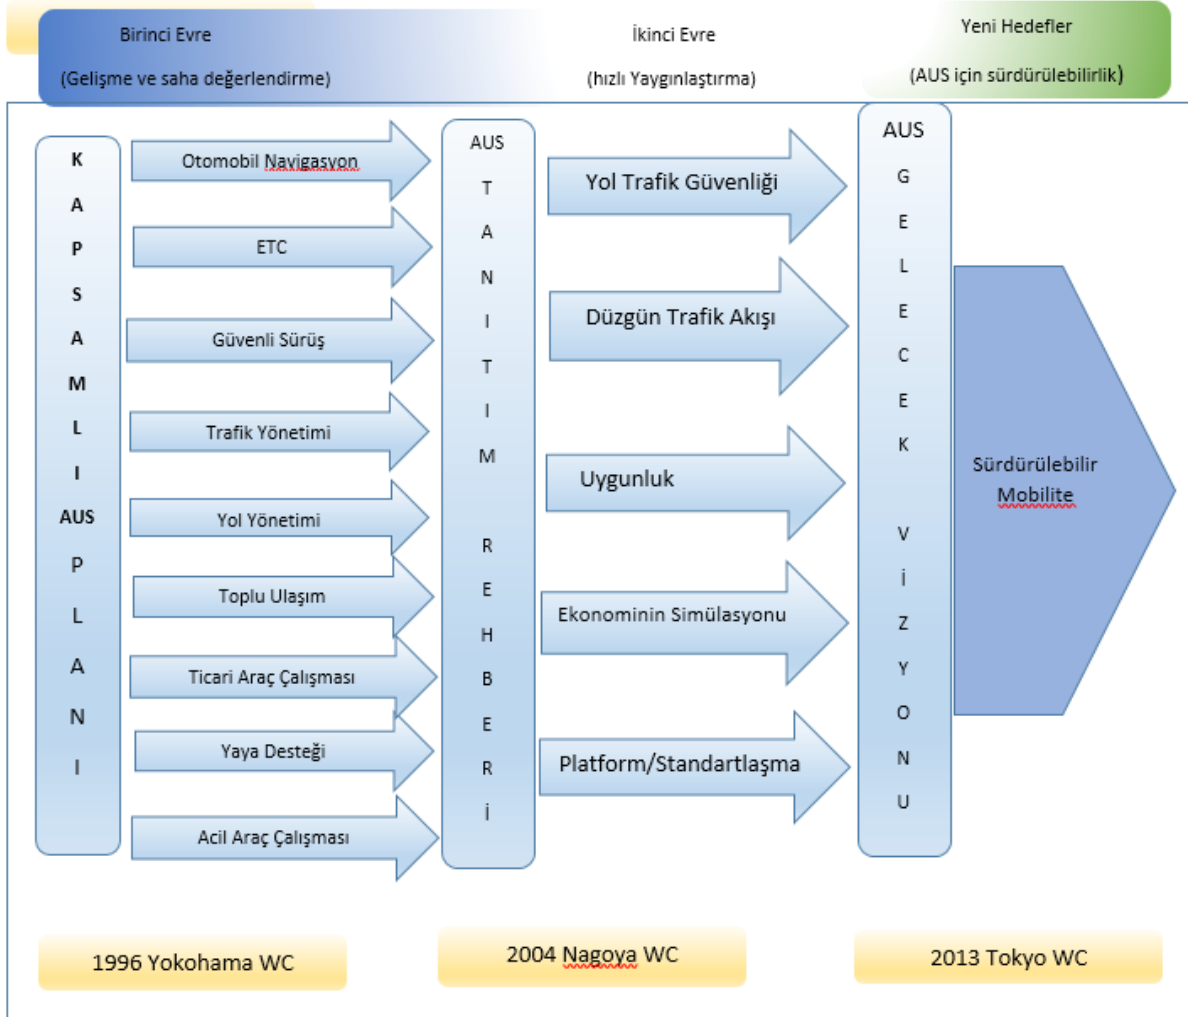 Birinci Evre
(Gelişme ve saha değerlendirme)
İkinci Evre
(hızlı Yaygınlaştırma)
Yeni Hedefler
(AUS için sürdürülebilirlik)
K
A
P
S
A
M
L
I
AUS
P
L
A
N
I
Otomobil Navigasyon
ETC
Güvenli Sürüş
Trafik Yönetimi
Yol Yönetimi
Toplu Ulaşım
Ticari Araç Çalışması
Yaya Desteği
Acil Araç Çalışması
AUS
T
A
N
I
T
I
M
R
E
H
B
E
R
İ
Yol Trafik Güvenliği
Düzgün Trafik Akışı
Uygunluk
Ekonominin Simülasyonu
Platform/Standartlaşma
AUS
G
E
L
E
C
E
K
V
İ
Z
Y
O
N
U
Sürdürülebilir
Mobilite
1996 Yokohama WC
2004 Nagoya WC
2013 Tokyo WC